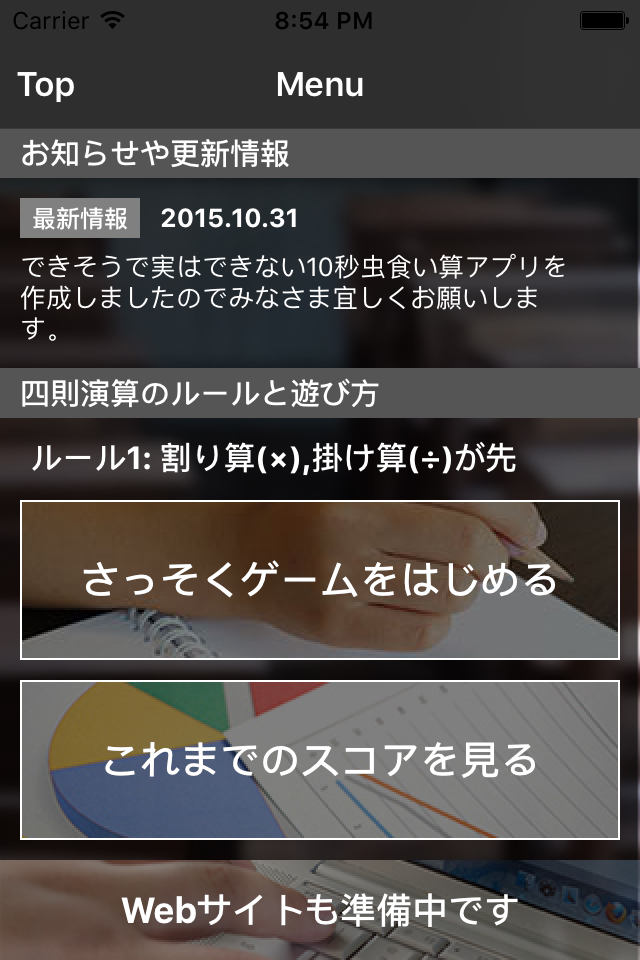 Carrier 8:54 PM
Top Menu
お知らせや更新情報
最新情報 2015.10.31
できそうで実はできない10秒虫食い算アプリを
作成しましたのでみなさま宜しくお願いしま
す。
四則演算のルールと遊び方
ルール1: 割り算(×),掛け算(÷)が先
さっそくゲームをはじめる
これまでのスコアを見る
Webサイトも準備中です